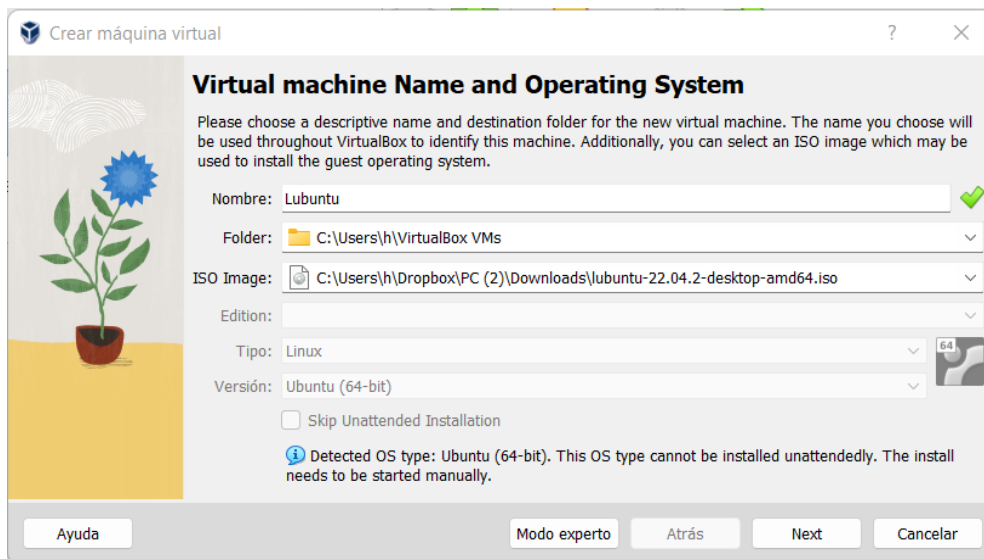 Crear máquina virtual
Virtual machine Name and Operating System
Please choose a descriptive name and destination folder for the new virtual machine. The name you choose will
be used throughout VirtualBox to identify this machine. Additionally, you can select an ISO image which may be
used to install the guest operating system.
Nombre: Lubuntu
Folder: C:\Users\h\VirtualBox VMs
ISO Image: C:\Users\h\Dropbox\PC (2)\Downloads\lubuntu-22.04.2-desktop-amd64.iso
Edition:
Tipo: Linux
64
Versión: Ubuntu (64-bit)
Skip Unattended Installation
Detected OS type: Ubuntu (64-bit). This OS type cannot be installed unattendedly. The install
needs to be started manually.
Ayuda Modo experto Atrás Next Cancelar